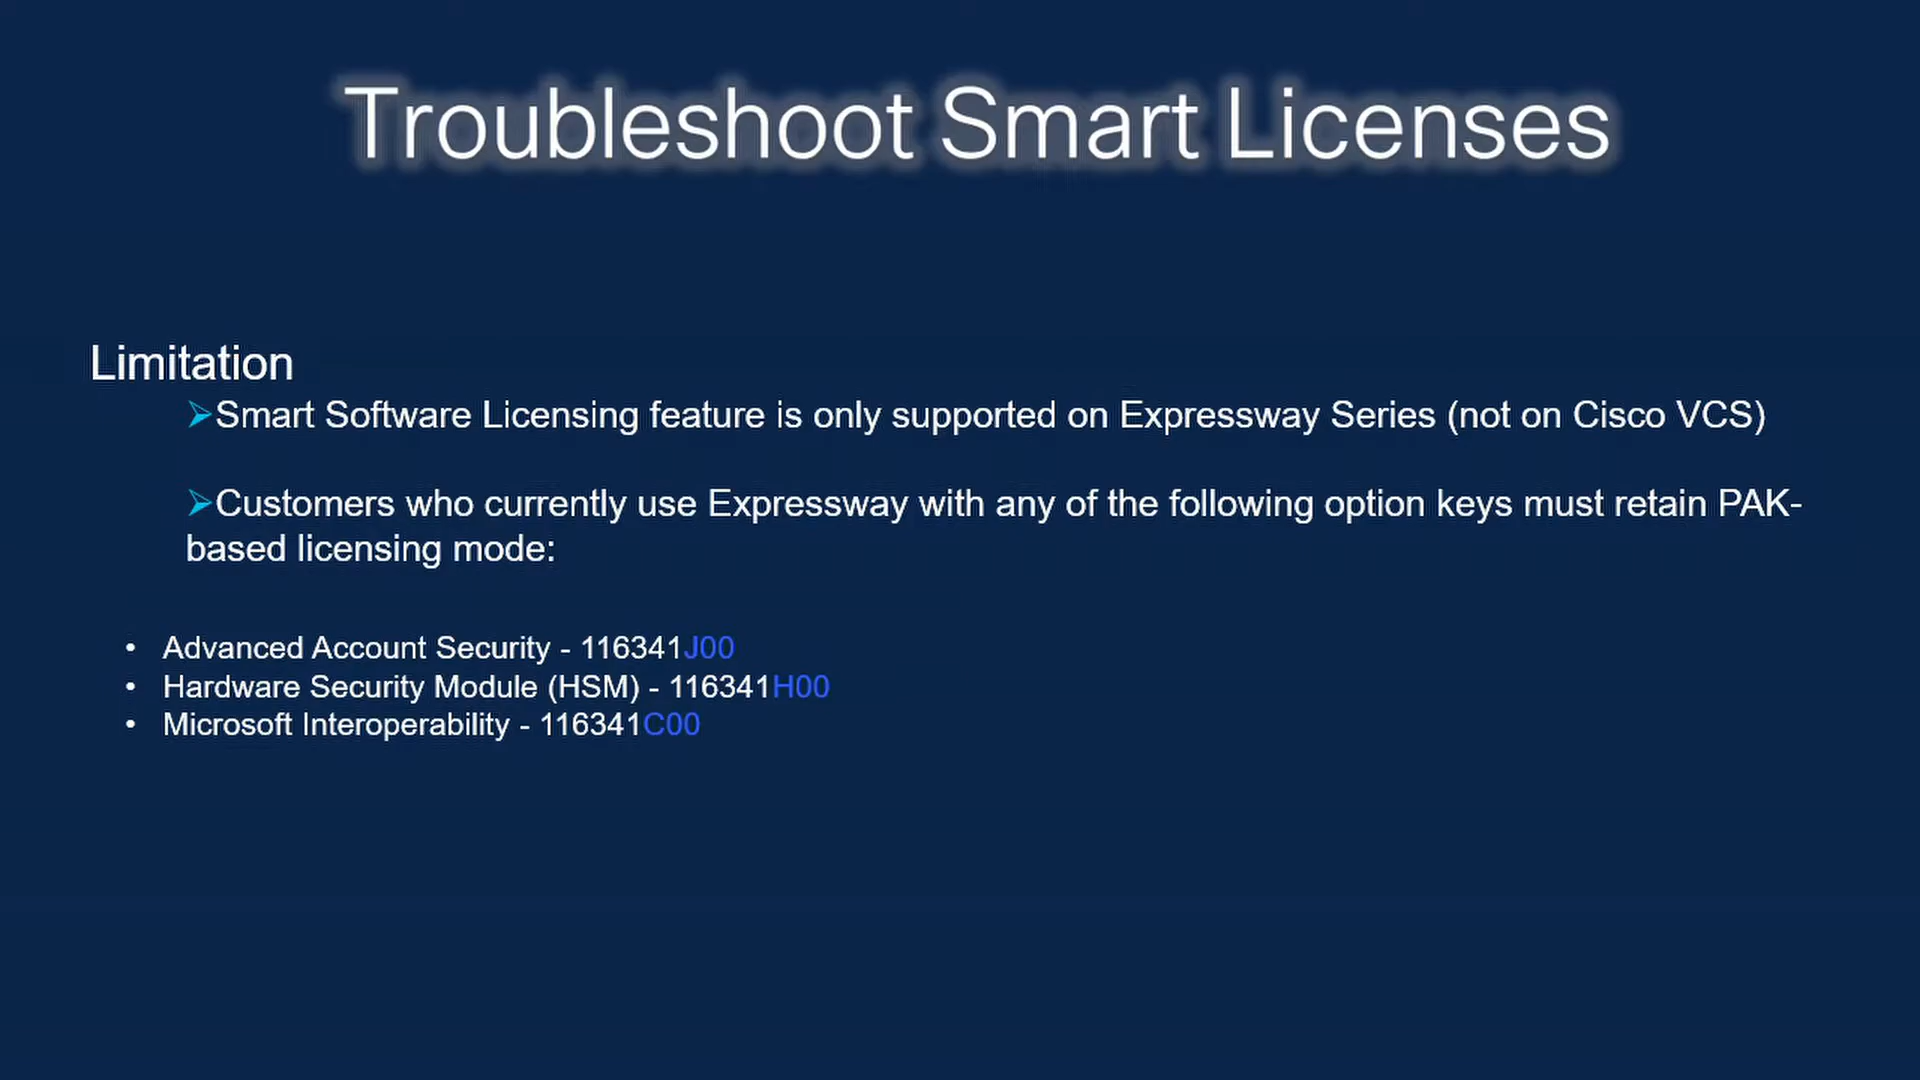 Troubleshoot Smart Licenses
Limitation
➢Smart Software Licensing feature is only supported on Expressway Series (not on Cisco VCS)
➢Customers who currently use Expressway with any of the following option keys must retain PAK-
based licensing mode:
• Advanced Account Security - 116341J00
• Hardware Security Module (HSM) - 116341H00
• Microsoft Interoperability - 116341C00